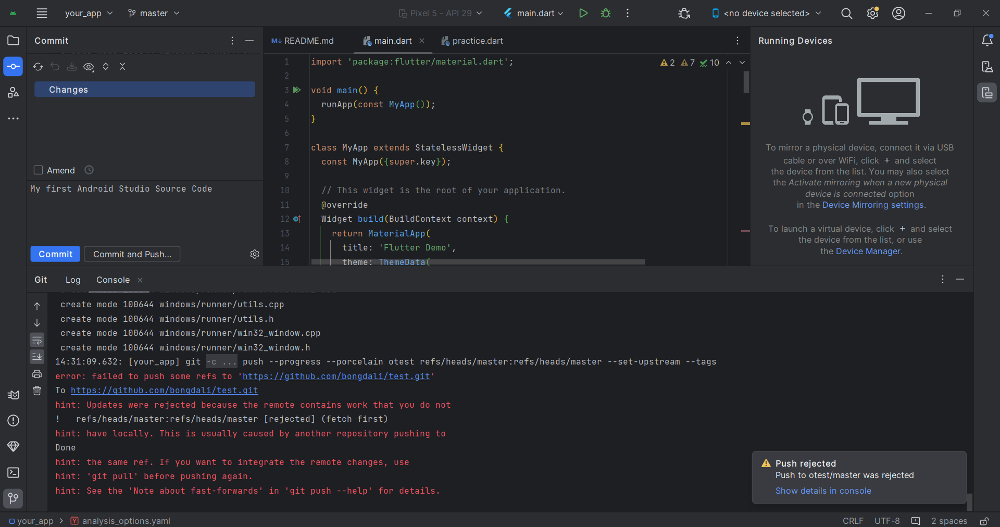 your_app
master
Pixel 5 - API 29
main.dart
<no device selected>
Commit
Changes
Amend
My first Android Studio Source Code
Commit
Commit and Push...
M↓ README.md
main.dart
practice.dart
2 7 10
1 import 'package:flutter/material.dart';
2
3 void main() {
4 runApp(const MyApp());
5 }
6
7 class MyApp extends StatelessWidget {
8 const MyApp({super.key});
9
10 // This widget is the root of your application.
11 @override
12 Widget build(BuildContext context) {
13 return MaterialApp(
14 title: 'Flutter Demo',
15 theme: ThemeData(
Running Devices
To mirror a physical device, connect it via USB
cable or over WiFi, click + and select
the device from the list. You may also select
the Activate mirroring when a new physical
device is connected option
in the Device Mirroring settings.
To launch a virtual device, click + and select
the device from the list, or use
the Device Manager.
Git
Log
Console
create mode 100644 windows/runner/utils.cpp
create mode 100644 windows/runner/utils.h
create mode 100644 windows/runner/win32_window.cpp
create mode 100644 windows/runner/win32_window.h
14:31:09.632: [your_app] git -c ... push --progress --porcelain otest refs/heads/master:refs/heads/master --set-upstream --tags
error: failed to push some refs to 'https://github.com/bongdali/test.git'
To https://github.com/bongdali/test.git
hint: Updates were rejected because the remote contains work that you do not
! refs/heads/master:refs/heads/master [rejected] (fetch first)
hint: have locally. This is usually caused by another repository pushing to
Done
hint: the same ref. If you want to integrate the remote changes, use
hint: 'git pull' before pushing again.
hint: See the 'Note about fast-forwards' in 'git push --help' for details.
Push rejected
Push to otest/master was rejected
Show details in console
your_app > Y analysis_options.yaml
CRLF
UTF-8
2 spaces